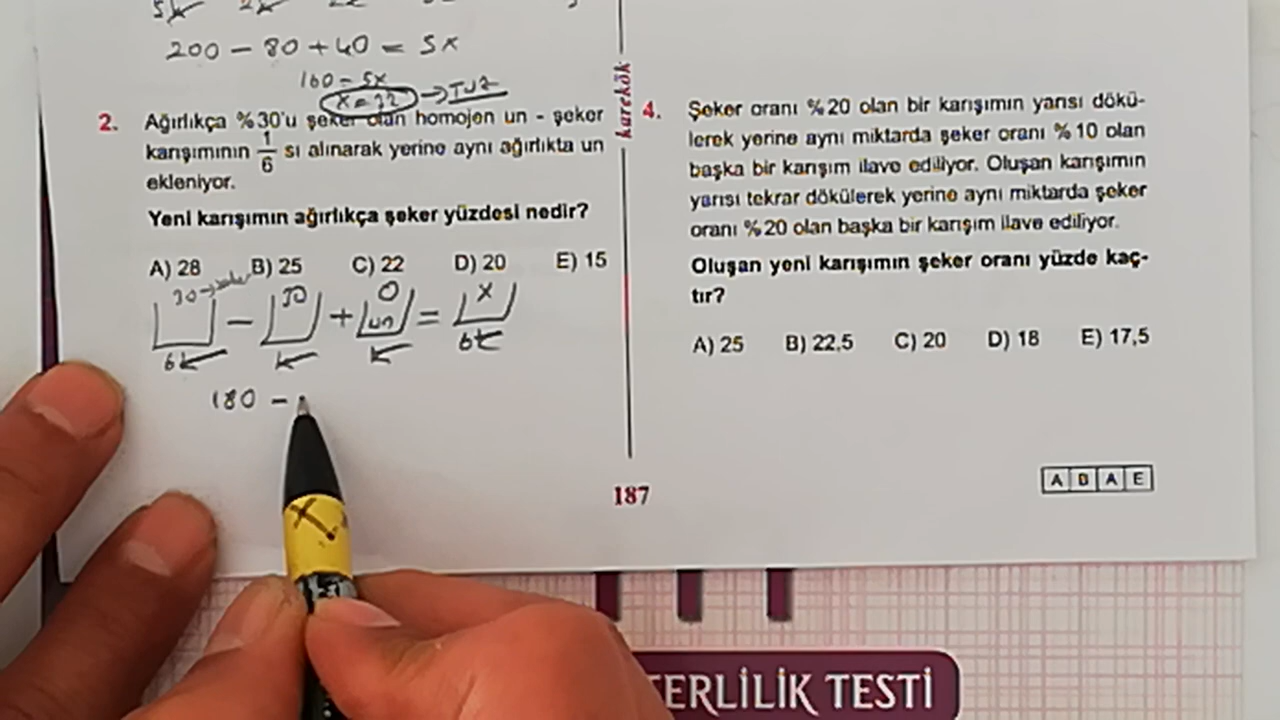 200 - 80 + 40 = 5x
160 = 5x
x = 32 → Tuz
2. Ağırlıkça %30'u şeker olan homojen un - şeker
karışımının 1/6 sı alınarak yerine aynı ağırlıkta un
ekleniyor.
Yeni karışımın ağırlıkça şeker yüzdesi nedir?
A) 28 B) 25 C) 22 D) 20 E) 15
30 → 30 0 x
- + un =
6k k k 6k
180 -
karekök
4. Şeker oranı %20 olan bir karışımın yarısı dökü-
lerek yerine aynı miktarda şeker oranı %10 olan
başka bir karışım ilave ediliyor. Oluşan karışımın
yarısı tekrar dökülerek yerine aynı miktarda şeker
oranı %20 olan başka bir karışım ilave ediliyor.
Oluşan yeni karışımın şeker oranı yüzde kaç-
tır?
A) 25 B) 22,5 C) 20 D) 18 E) 17,5
187
A B A E
ERLİLİK TESTİ